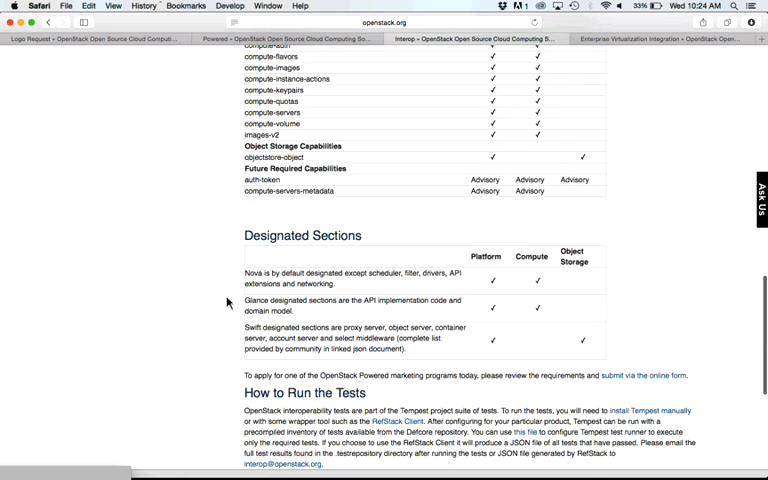 Safari File Edit View History Bookmarks Develop Window Help 1 33% Wed 10:24 AM
openstack.org
Logo Request « OpenStack Open Source Cloud Computi... Powered « OpenStack Open Source Cloud Computing So... Interop « OpenStack Open Source Cloud Computing S... Enterprise Virtualization Integration « OpenStack Open...
compute-auth
compute-flavors ✓ ✓
compute-images ✓ ✓
compute-instance-actions ✓ ✓
compute-keypairs ✓ ✓
compute-quotas ✓ ✓
compute-servers ✓ ✓
compute-volume ✓ ✓
images-v2 ✓ ✓
Object Storage Capabilities
objectstore-object ✓ ✓
Future Required Capabilities
auth-token Advisory Advisory Advisory
compute-servers-metadata Advisory Advisory
Ask Us
Designated Sections
Platform Compute Object
Storage
Nova is by default designated except scheduler, filter, drivers, API
extensions and networking. ✓ ✓
Glance designated sections are the API implementation code and
domain model. ✓ ✓
Swift designated sections are proxy server, object server, container
server, account server and select middleware (complete list
provided by community in linked json document). ✓ ✓
To apply for one of the OpenStack Powered marketing programs today, please review the requirements and submit via the online form.
How to Run the Tests
OpenStack interoperability tests are part of the Tempest project suite of tests. To run the tests, you will need to install Tempest manually
or with some wrapper tool such as the RefStack Client. After configuring for your particular product, Tempest can be run with a
precompiled inventory of tests available from the Defcore repository. You can use this file to configure Tempest test runner to execute
only the required tests. If you choose to use the RefStack Client it will produce a JSON file of all tests that have passed. Please email the
full test results found in the .testrepository directory after running the tests or JSON file generated by RefStack to
interop@openstack.org.